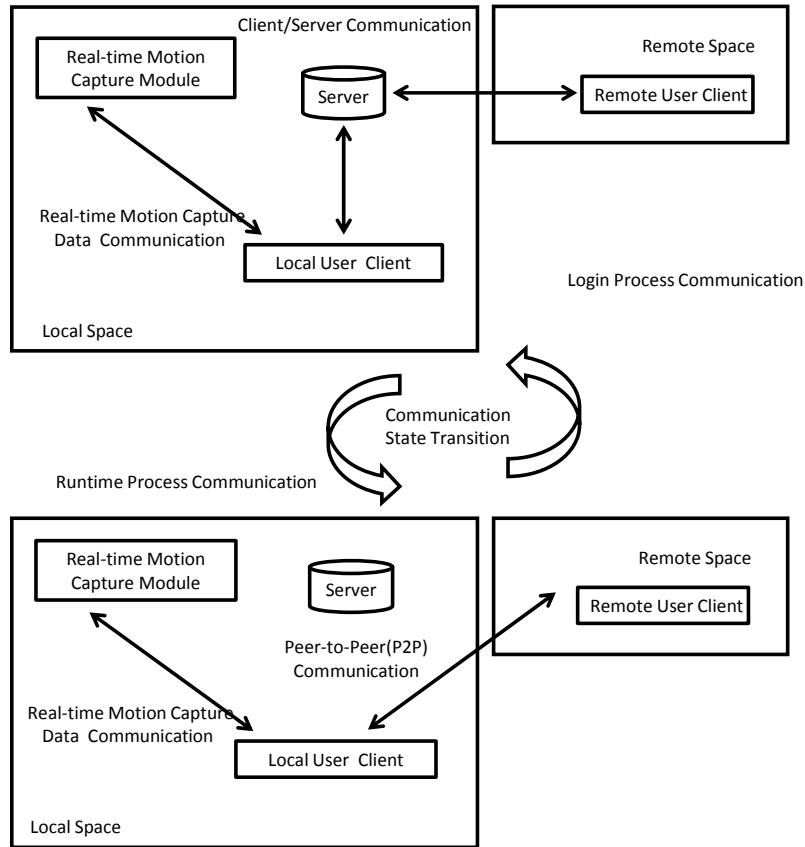 Client/Server Communication
Real-time Motion
Capture Module
Server
Remote Space
Remote User Client
Real-time Motion Capture
Data Communication
Local User Client
Login Process Communication
Local Space
Communication
State Transition
Runtime Process Communication
Real-time Motion
Capture Module
Server
Remote Space
Remote User Client
Peer-to-Peer(P2P)
Communication
Real-time Motion Capture
Data Communication
Local User Client
Local Space